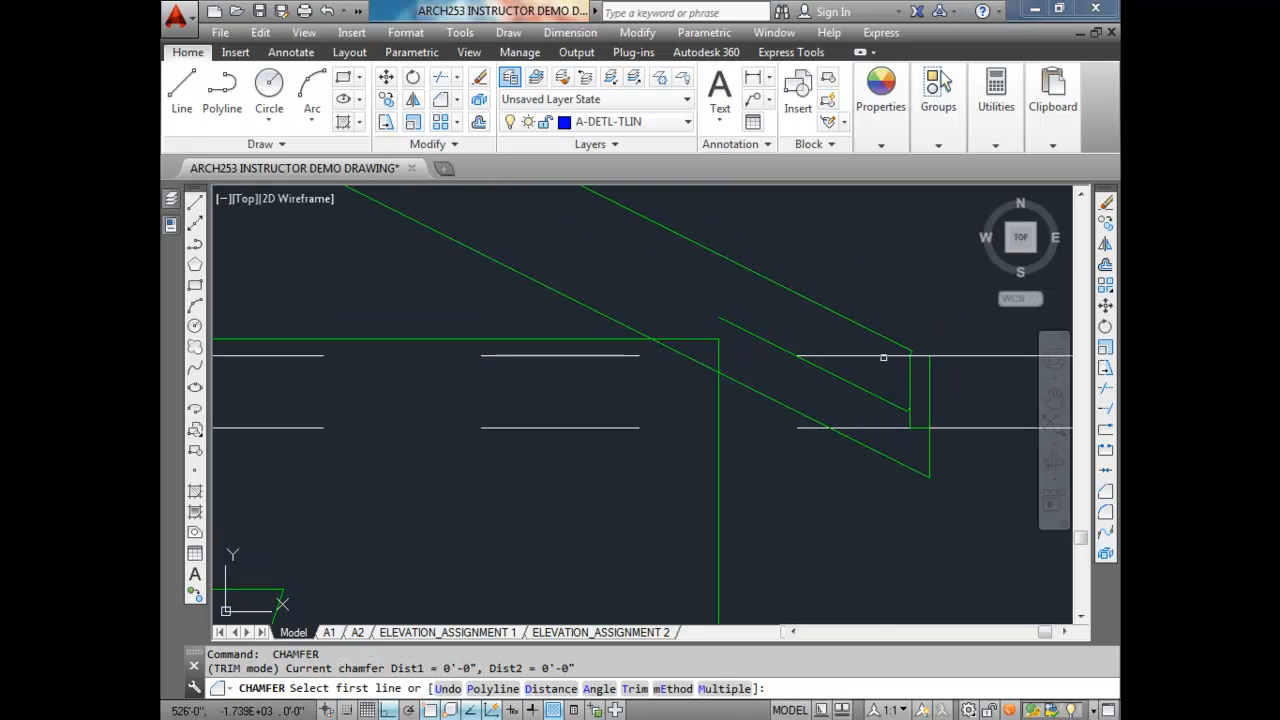 ARCH253 INSTRUCTOR DEMO D...
Type a keyword or phrase
Sign In
File Edit View Insert Format Tools Draw Dimension Modify Parametric Window Help Express
Home Insert Annotate Layout Parametric View Manage Output Plug-ins Autodesk 360 Express Tools
Unsaved Layer State
A-DETL-TLIN
Line Polyline Circle Arc Text Insert Properties Groups Utilities Clipboard
Draw Modify Layers Annotation Block
ARCH253 INSTRUCTOR DEMO DRAWING*
[−][Top][2D Wireframe]
N
W TOP E
S
WCS
Y
X
Model A1 A2 ELEVATION_ASSIGNMENT 1 ELEVATION_ASSIGNMENT 2
Command: CHAMFER
(TRIM mode) Current chamfer Dist1 = 0'-0", Dist2 = 0'-0"
CHAMFER Select first line or [Undo Polyline Distance Angle Trim mEthod Multiple]:
526'-0", -1.739E+03 , 0'-0" MODEL 1:1